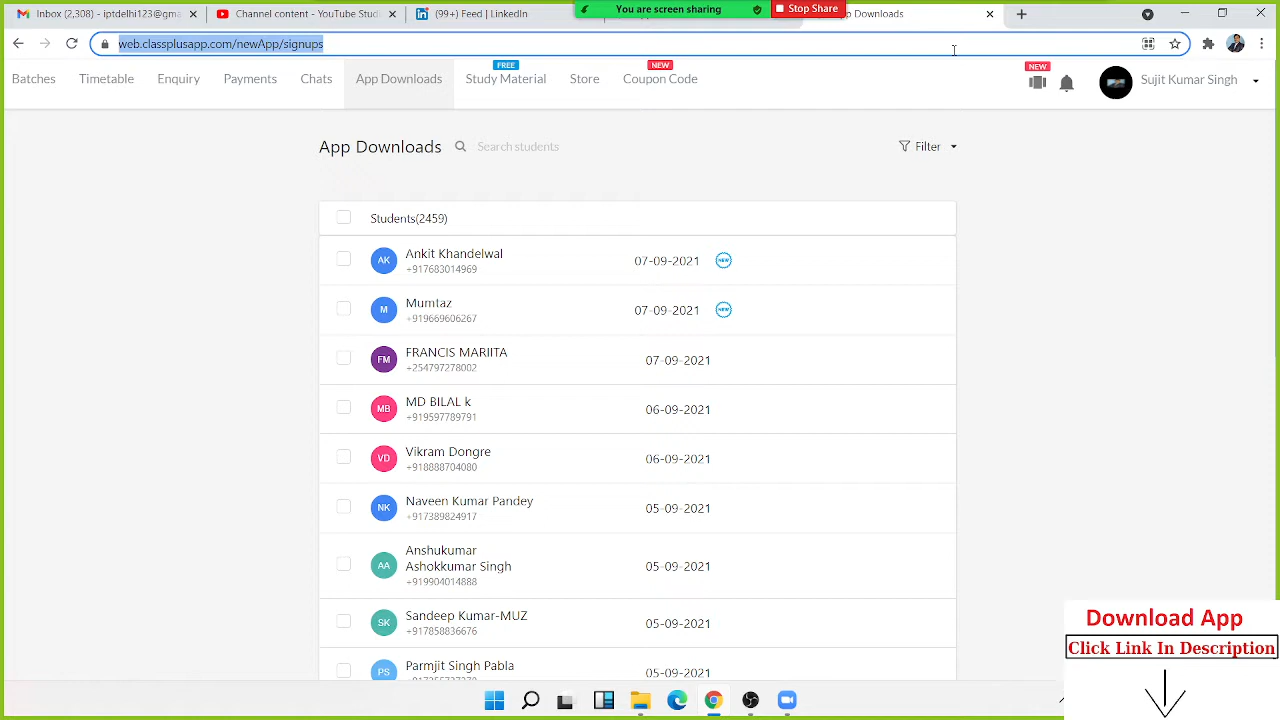 Inbox (2,308) - iptdelhi123@gma
Channel content - YouTube Studi
(99+) Feed | LinkedIn
You are screen sharing
Stop Share
App Downloads
web.classplusapp.com/newApp/signups
Batches
Timetable
Enquiry
Payments
Chats
App Downloads
FREE
Study Material
Store
NEW
Coupon Code
NEW
Sujit Kumar Singh
App Downloads
Search students
Filter
Students(2459)
AK
Ankit Khandelwal
+917683014969
07-09-2021
NEW
M
Mumtaz
+919669606267
07-09-2021
NEW
FM
FRANCIS MARIITA
+254797278002
07-09-2021
MB
MD BILAL k
+919597789791
06-09-2021
VD
Vikram Dongre
+918888704080
06-09-2021
NK
Naveen Kumar Pandey
+917389824917
05-09-2021
AA
Anshukumar
Ashokkumar Singh
+919904014888
05-09-2021
SK
Sandeep Kumar-MUZ
+917858836676
05-09-2021
PS
Parmjit Singh Pabla
05-09-2021
Download App
Click Link In Description